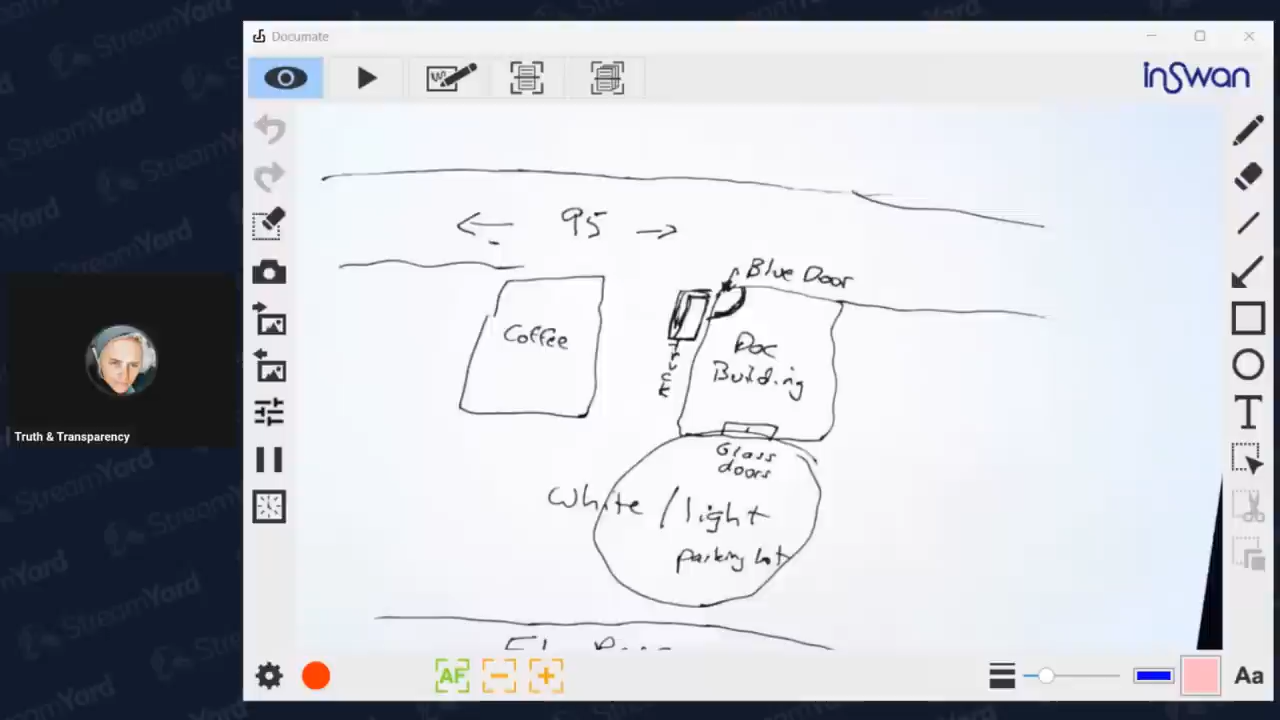 Documate
inSwan
95
Blue Door
Coffee
Truck
Doc
Building
Glass
doors
White / light
parking lot
Truth & Transparency
AF
T
Aa
StreamYard